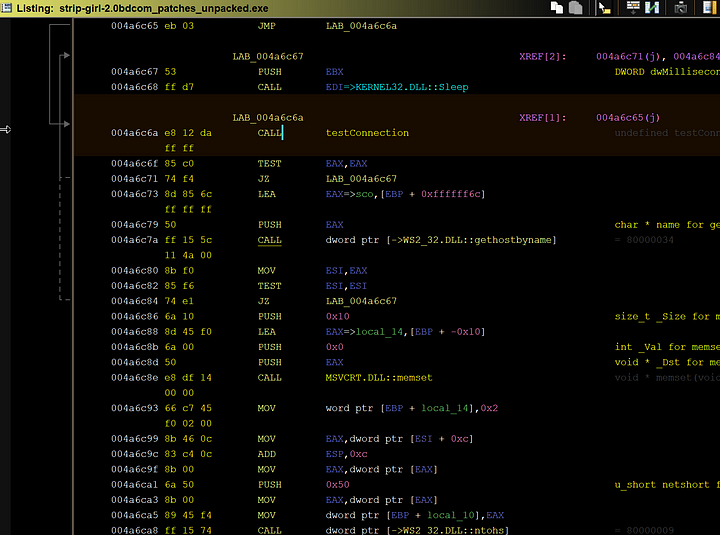 Listing: strip-girl-2.0bdcom_patches_unpacked.exe
004a6c65 eb 03 JMP LAB_004a6c6a
LAB_004a6c67 XREF[2]: 004a6c71(j), 004a6c84
004a6c67 53 PUSH EBX DWORD dwMillisecon
004a6c68 ff d7 CALL EDI=>KERNEL32.DLL::Sleep
LAB_004a6c6a XREF[1]: 004a6c65(j)
004a6c6a e8 12 da CALL testConnection undefined testConn
ff ff
004a6c6f 85 c0 TEST EAX,EAX
004a6c71 74 f4 JZ LAB_004a6c67
004a6c73 8d 85 6c LEA EAX=>sco,[EBP + 0xffffff6c]
ff ff ff
004a6c79 50 PUSH EAX char * name for ge
004a6c7a ff 15 5c CALL dword ptr [->WS2_32.DLL::gethostbyname] = 80000034
11 4a 00
004a6c80 8b f0 MOV ESI,EAX
004a6c82 85 f6 TEST ESI,ESI
004a6c84 74 e1 JZ LAB_004a6c67
004a6c86 6a 10 PUSH 0x10 size_t _Size for m
004a6c88 8d 45 f0 LEA EAX=>local_14,[EBP + -0x10]
004a6c8b 6a 00 PUSH 0x0 int _Val for memse
004a6c8d 50 PUSH EAX void * _Dst for me
004a6c8e e8 df 14 CALL MSVCRT.DLL::memset void * memset(void
00 00
004a6c93 66 c7 45 MOV word ptr [EBP + local_14],0x2
f0 02 00
004a6c99 8b 46 0c MOV EAX,dword ptr [ESI + 0xc]
004a6c9c 83 c4 0c ADD ESP,0xc
004a6c9f 8b 00 MOV EAX,dword ptr [EAX]
004a6ca1 6a 50 PUSH 0x50 u_short netshort f
004a6ca3 8b 00 MOV EAX,dword ptr [EAX]
004a6ca5 89 45 f4 MOV dword ptr [EBP + local_10],EAX
004a6ca8 ff 15 74 CALL dword ptr [->WS2_32.DLL::ntohs] = 80000009